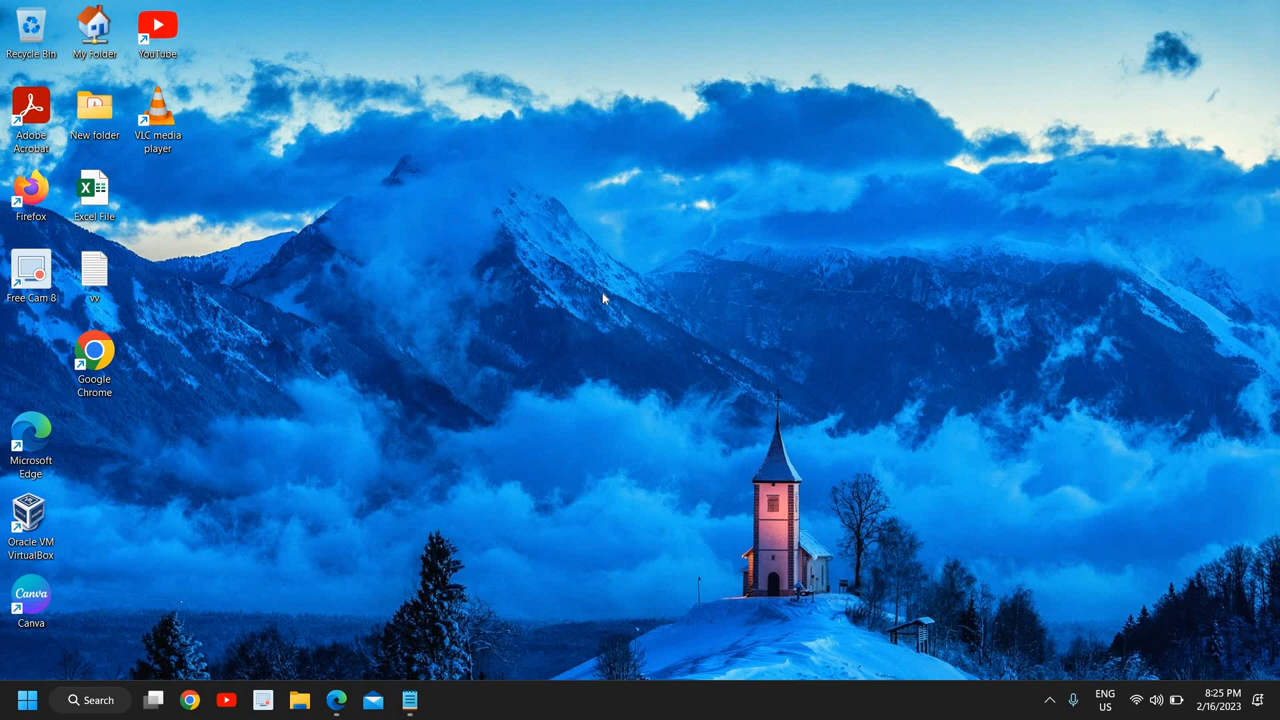 Recycle Bin
My Folder
YouTube
Adobe
Acrobat
New folder
VLC media
player
Firefox
Excel File
Free Cam 8
vv
Google
Chrome
Microsoft
Edge
Oracle VM
VirtualBox
Canva
Canva
Search
ENG
US
8:25 PM
2/16/2023